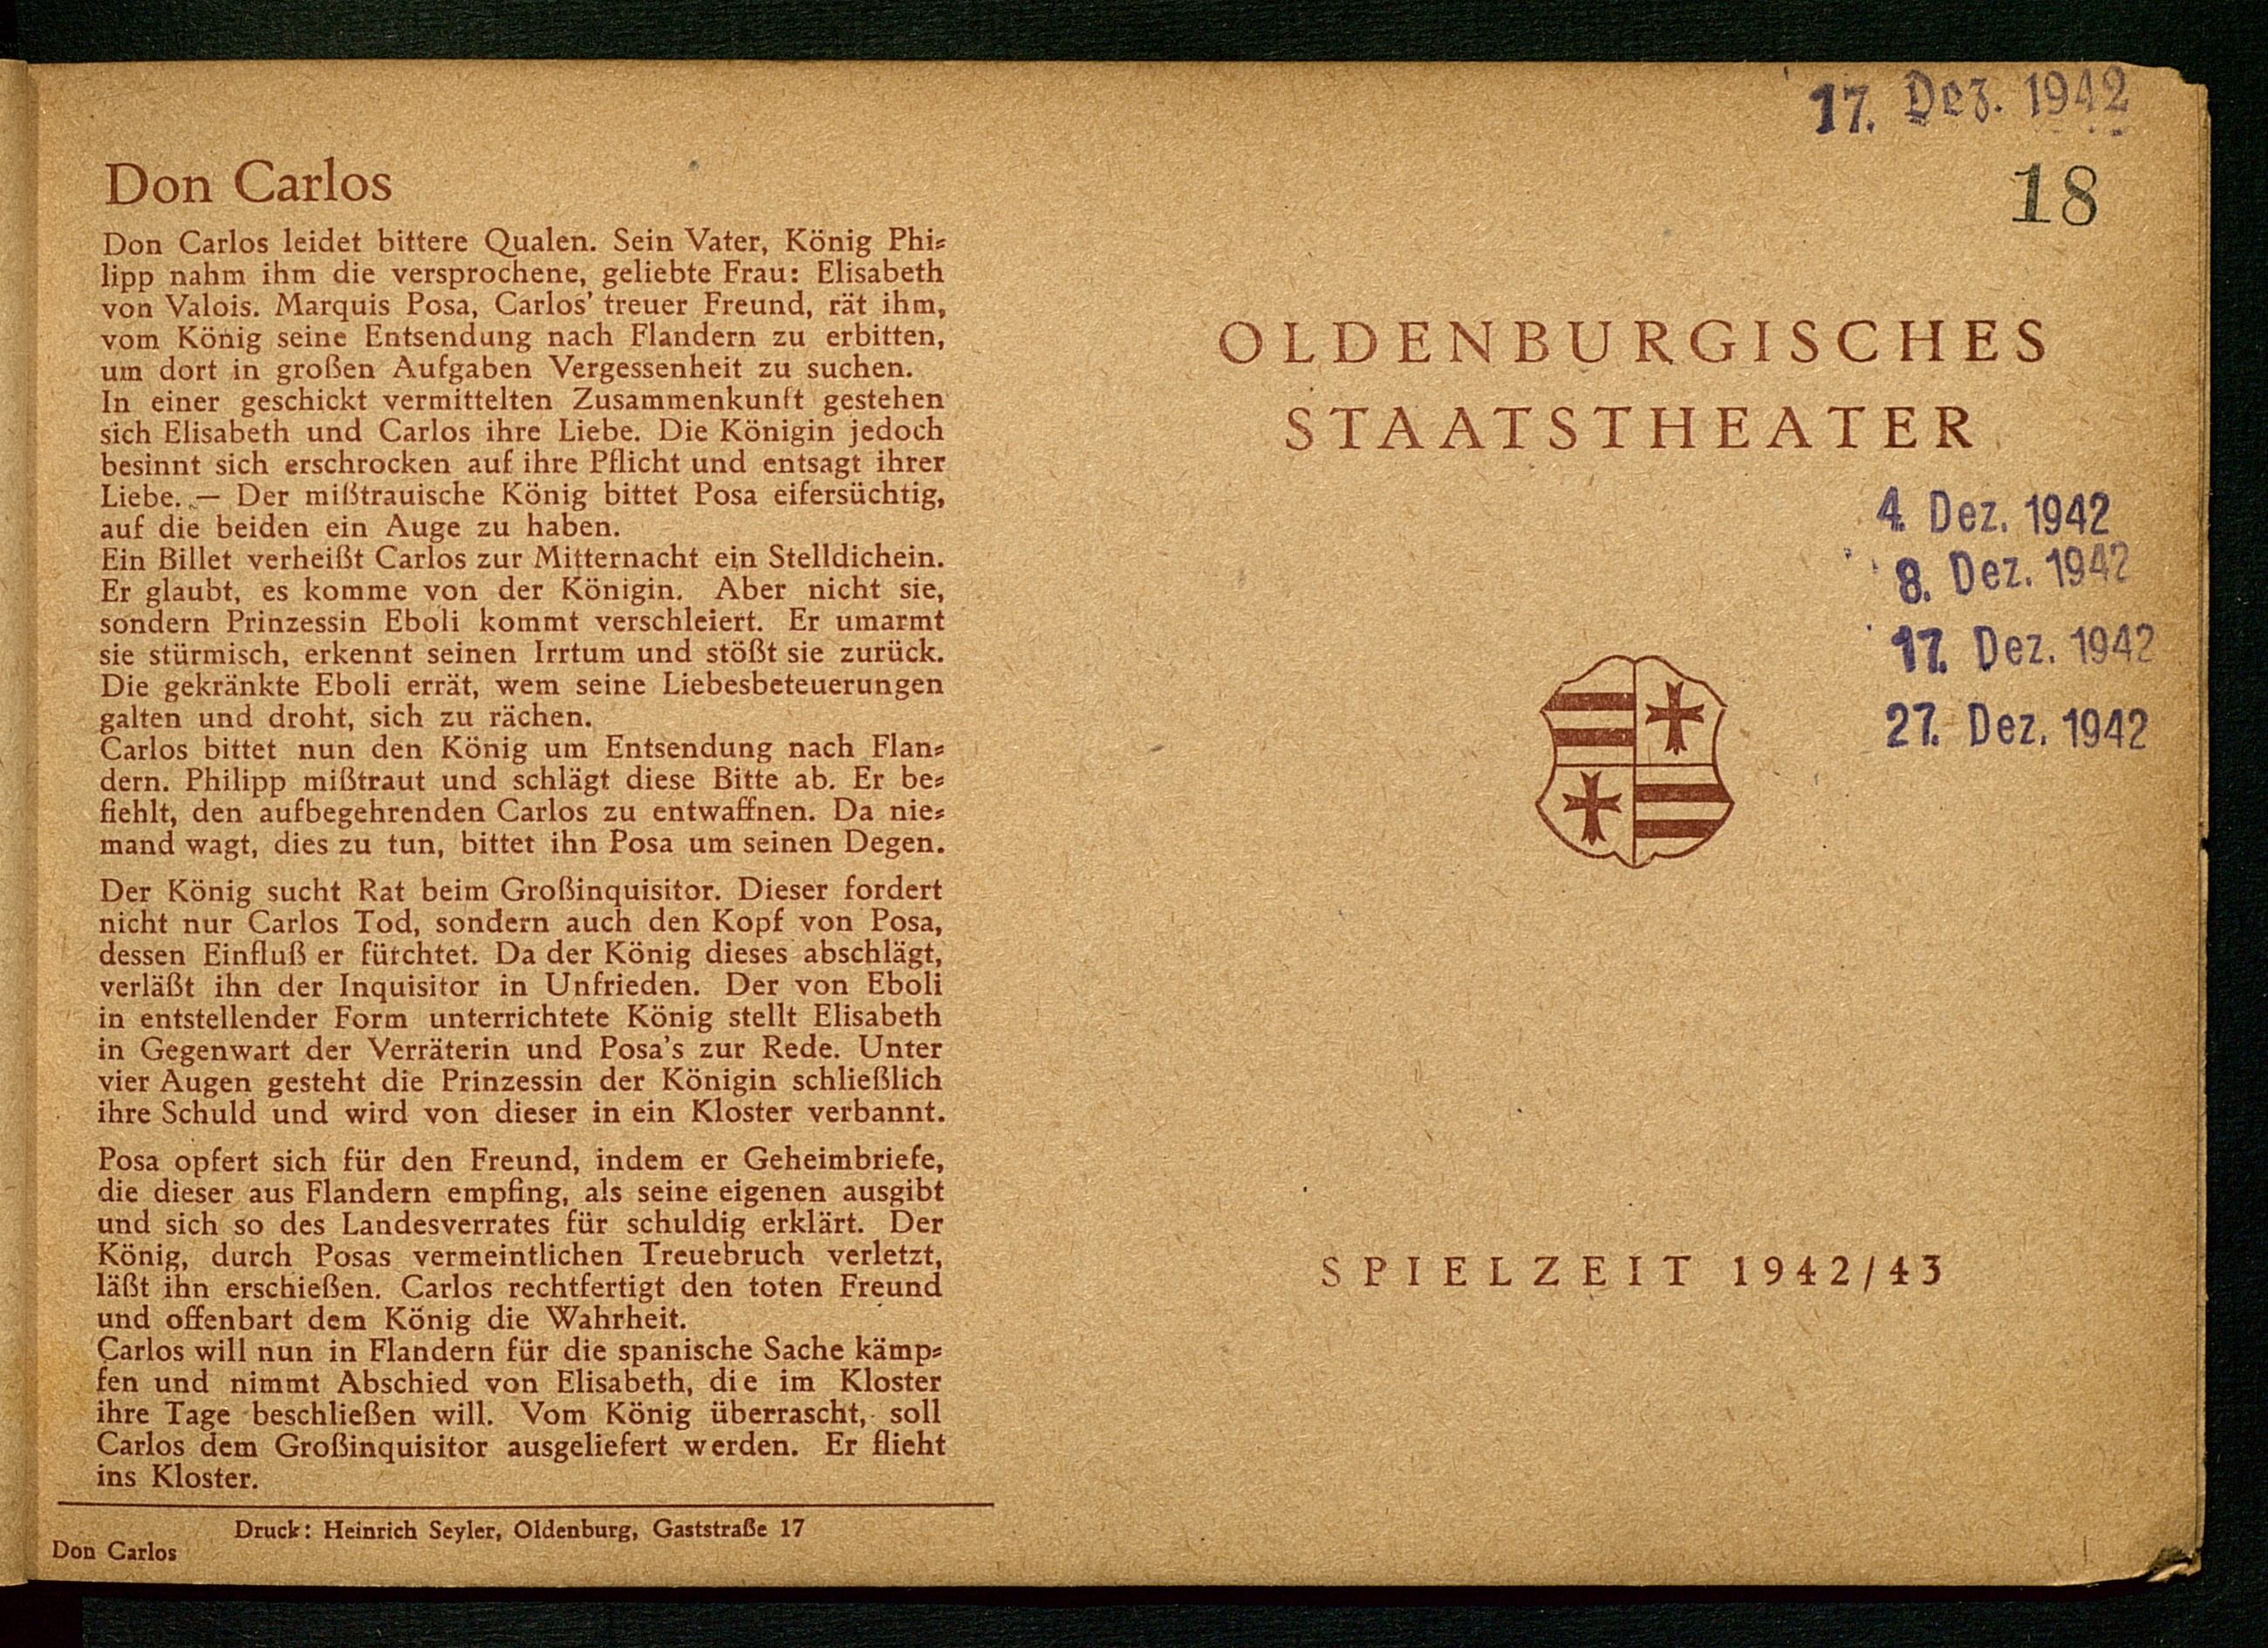 Don Carlos
Don Carlos leidet bittere Qualen. Sein Vater, König Phi⸗
lipp nahm ihm die versprochene, geliebte Frau: Elisabeth
von Valois. Marquis Posa, Carlos’ treuer Freund, rät ihm,
vom König seine Entsendung nach Flandern zu erbitten,
um dort in großen Aufgaben Vergessenheit zu suchen.
In einer geschickt vermittelten Zusammenkunft gestehen
sich Elisabeth und Carlos ihre Liebe. Die Königin jedoch
besinnt sich erschrocken auf ihre Pflicht und entsagt ihrer
Liebe. — Der mißtrauische König bittet Posa eifersüchtig,
auf die beiden ein Auge zu haben.
Ein Billet verheißt Carlos zur Mitternacht ein Stelldichein.
Er glaubt, es komme von der Königin. Aber nicht sie,
sondern Prinzessin Eboli kommt verschleiert. Er umarmt
sie stürmisch, erkennt seinen Irrtum und stößt sie zurück.
Die gekränkte Eboli errät, wem seine Liebesbeteuerungen
galten und droht, sich zu rächen.
Carlos bittet nun den König um Entsendung nach Flan⸗
dern. Philipp mißtraut und schlägt diese Bitte ab. Er be⸗
fiehlt, den aufbegehrenden Carlos zu entwaffnen. Da nie⸗
mand wagt, dies zu tun, bittet ihn Posa um seinen Degen.
Der König sucht Rat beim Großinquisitor. Dieser fordert
nicht nur Carlos Tod, sondern auch den Kopf von Posa,
dessen Einfluß er fürchtet. Da der König dieses abschlägt,
verläßt ihn der Inquisitor in Unfrieden. Der von Eboli
in entstellender Form unterrichtete König stellt Elisabeth
in Gegenwart der Verräterin und Posa’s zur Rede. Unter
vier Augen gesteht die Prinzessin der Königin schließlich
ihre Schuld und wird von dieser in ein Kloster verbannt.
Posa opfert sich für den Freund, indem er Geheimbriefe,
die dieser aus Flandern empfing, als seine eigenen ausgibt
und sich so des Landesverrates für schuldig erklärt. Der
König, durch Posas vermeintlichen Treuebruch verletzt,
läßt ihn erschießen. Carlos rechtfertigt den toten Freund
und offenbart dem König die Wahrheit.
Carlos will nun in Flandern für die spanische Sache kämp⸗
fen und nimmt Abschied von Elisabeth, die im Kloster
ihre Tage beschließen will. Vom König überrascht, soll
Carlos dem Großinquisitor ausgeliefert werden. Er flieht
ins Kloster.
Druck: Heinrich Seyler, Oldenburg, Gaststraße 17
Don Carlos
17. Dez. 1942
18
OLDENBURGISCHES
STAATSTHEATER
4. Dez. 1942
8. Dez. 1942
17. Dez. 1942
27. Dez. 1942
SPIELZEIT 1942/43